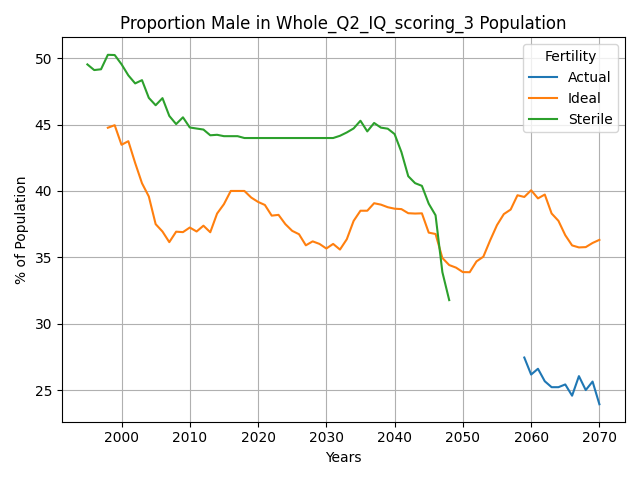 Proportion Male in Whole_Q2_IQ_scoring_3 Population
Fertility
Actual
Ideal
Sterile
% of Population
50
45
40
35
30
25
2000 2010 2020 2030 2040 2050 2060 2070
Years